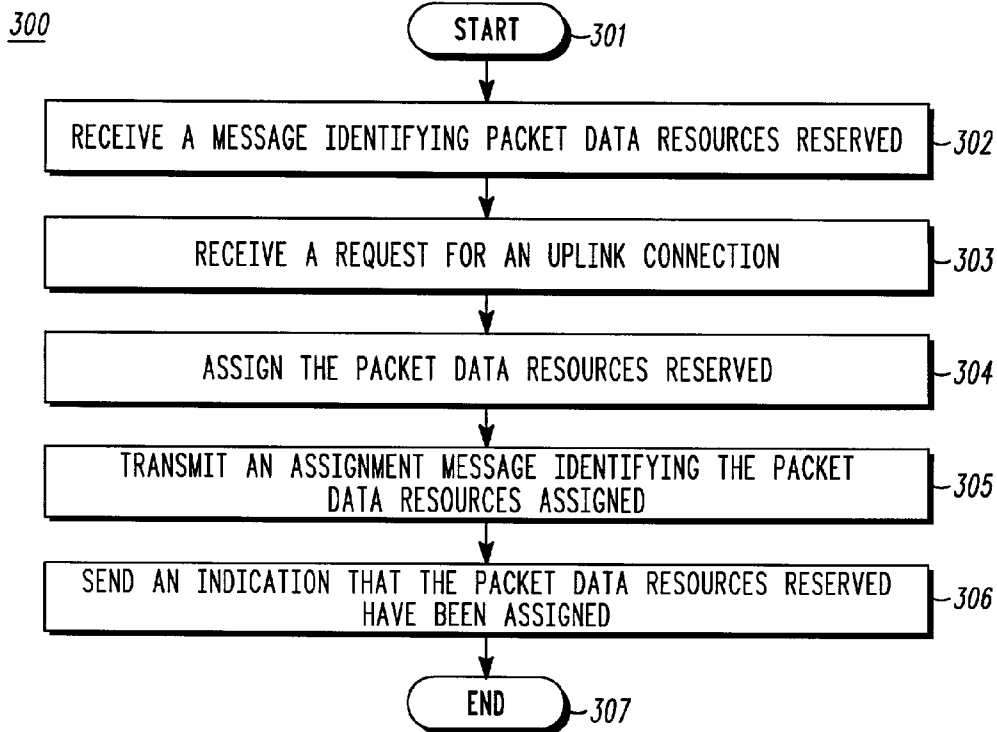 300
START
301
RECEIVE A MESSAGE IDENTIFYING PACKET DATA RESOURCES RESERVED
302
RECEIVE A REQUEST FOR AN UPLINK CONNECTION
303
ASSIGN THE PACKET DATA RESOURCES RESERVED
304
TRANSMIT AN ASSIGNMENT MESSAGE IDENTIFYING THE PACKET
DATA RESOURCES ASSIGNED
305
SEND AN INDICATION THAT THE PACKET DATA RESOURCES RESERVED
HAVE BEEN ASSIGNED
306
END
307